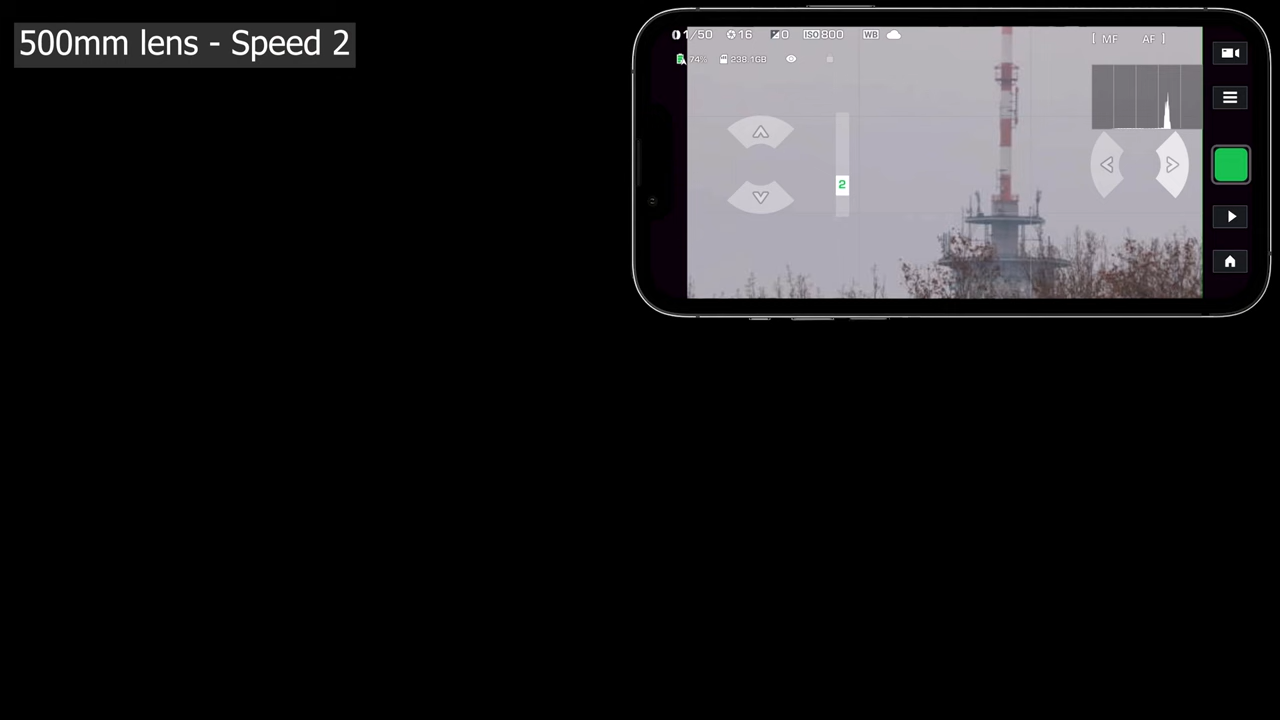 500mm lens - Speed 2
1/50 16 0 ISO 800 WB
74% 238.1GB
[ MF AF ]
2